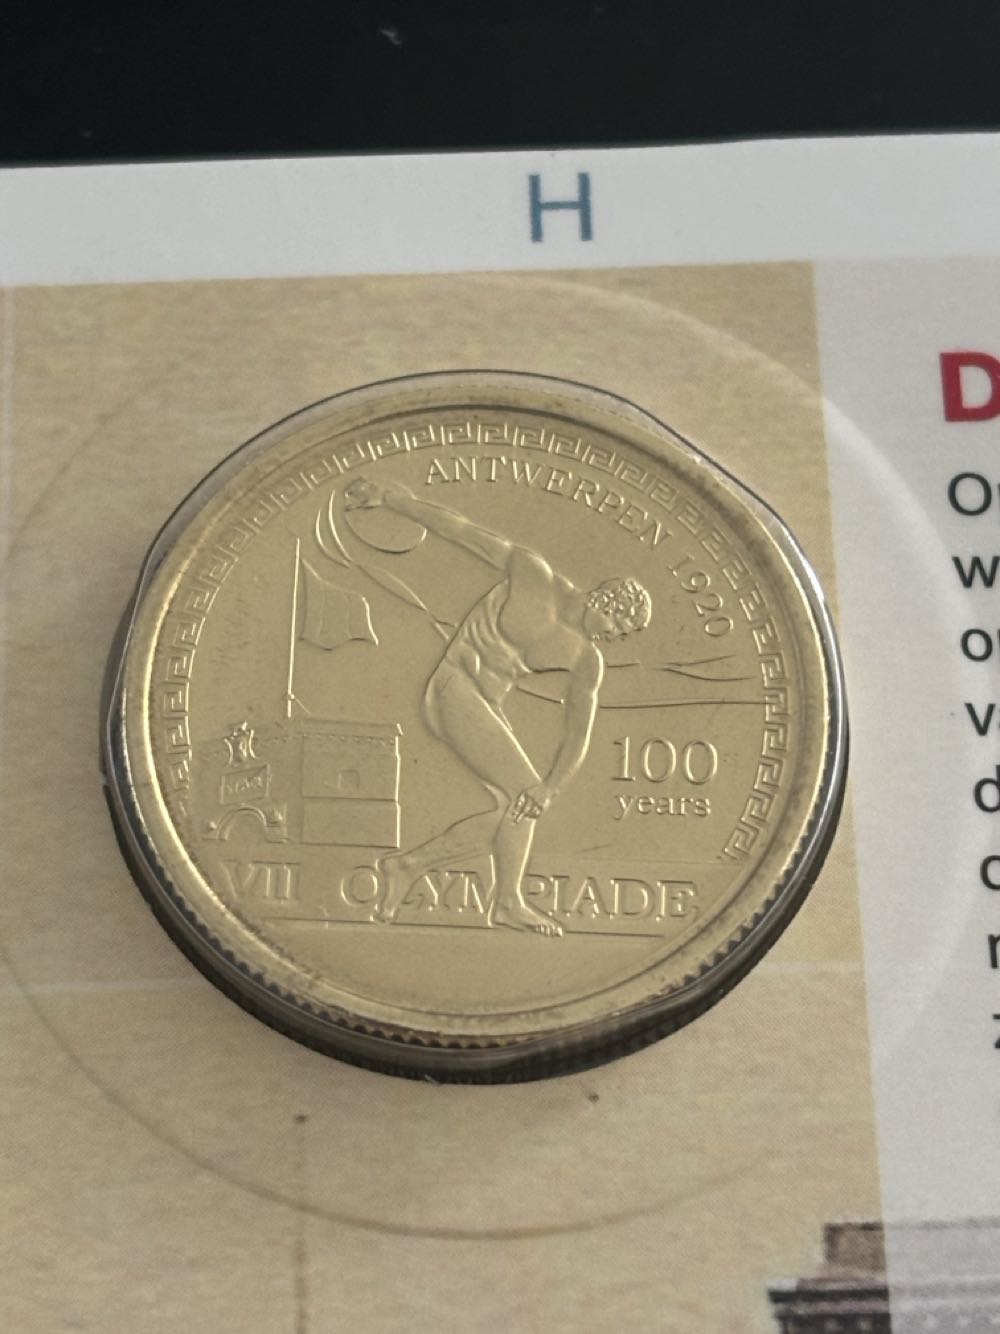 H
D
ANTWERPEN 1920
100
years
VII OLYMPIADE